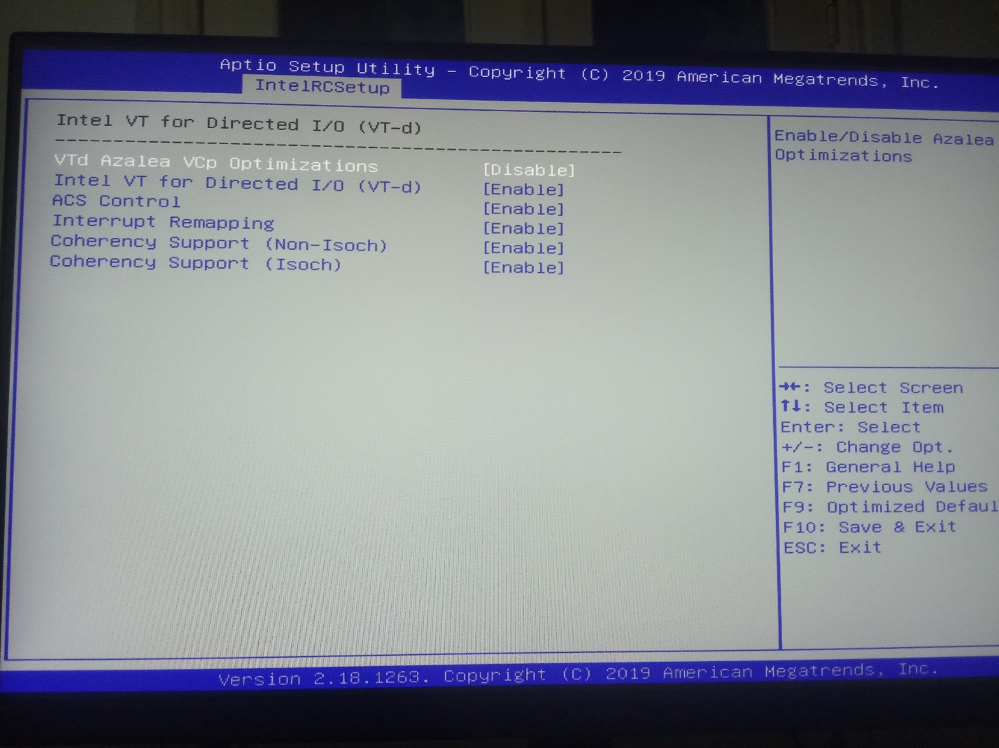 Aptio Setup Utility – Copyright (C) 2019 American Megatrends, Inc.
IntelRCSetup
Intel VT for Directed I/O (VT-d)
--------------------------------------------------
VTd Azalea VCp Optimizations [Disable]
Intel VT for Directed I/O (VT-d) [Enable]
ACS Control [Enable]
Interrupt Remapping [Enable]
Coherency Support (Non-Isoch) [Enable]
Coherency Support (Isoch) [Enable]
Enable/Disable Azalea
Optimizations
→←: Select Screen
↑↓: Select Item
Enter: Select
+/-: Change Opt.
F1: General Help
F7: Previous Values
F9: Optimized Defaul
F10: Save & Exit
ESC: Exit
Version 2.18.1263. Copyright (C) 2019 American Megatrends, Inc.